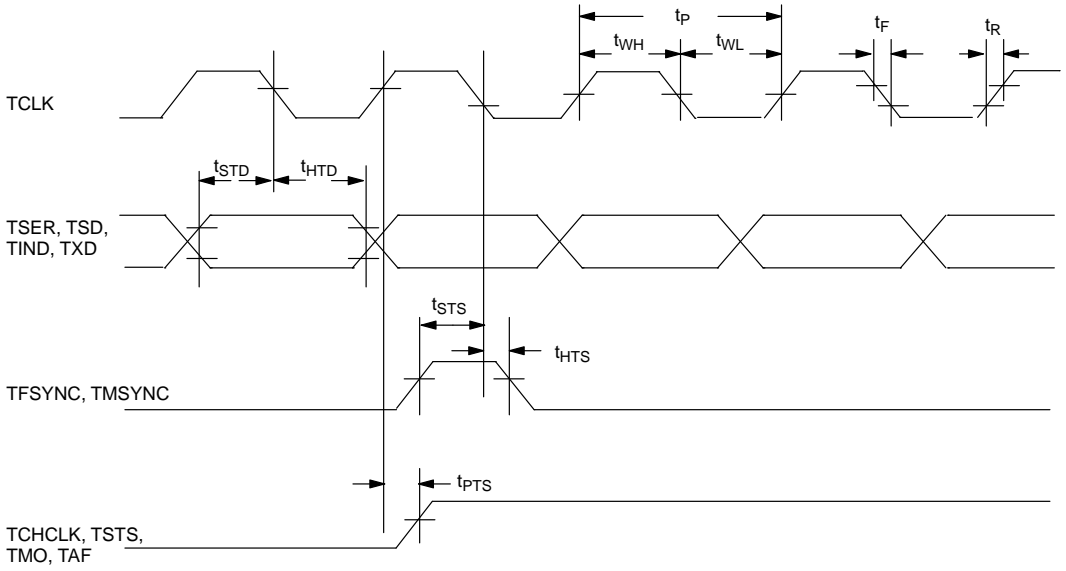 tP
tWH
tWL
tF
tR
TCLK
tSTD
tHTD
TSER, TSD,
TIND, TXD
tSTS
tHTS
TFSYNC, TMSYNC
tPTS
TCHCLK, TSTS,
TMO, TAF